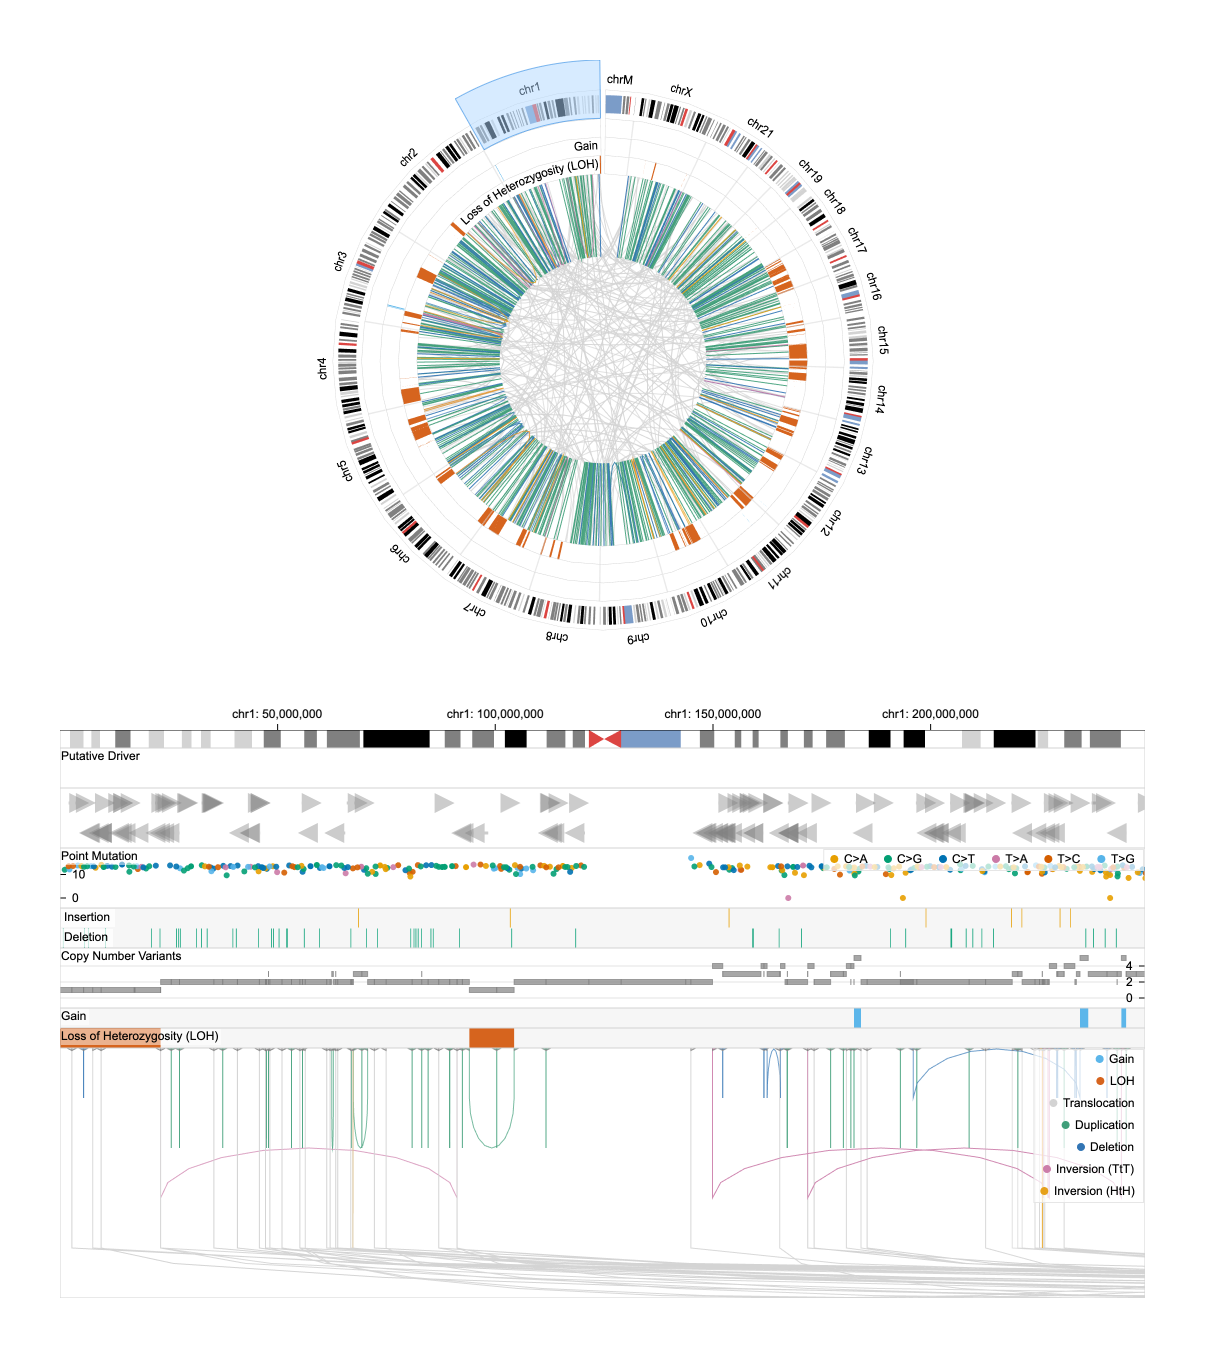 chrM
chrX
chr1
chr21
Gain
chr2
Loss of Heterozygosity (LOH)
chr19
chr18
chr17
chr3
chr16
chr15
chr4
chr14
chr13
chr5
chr12
chr6
chr11
chr7
chr10
chr8
chr9
chr1: 50,000,000 chr1: 100,000,000 chr1: 150,000,000 chr1: 200,000,000
Putative Driver
Point Mutation
C>A C>G C>T T>A T>C T>G
10
0
Insertion
Deletion
Copy Number Variants
4
2
0
Gain
Loss of Heterozygosity (LOH)
Gain
LOH
Translocation
Duplication
Deletion
Inversion (TtT)
Inversion (HtH)